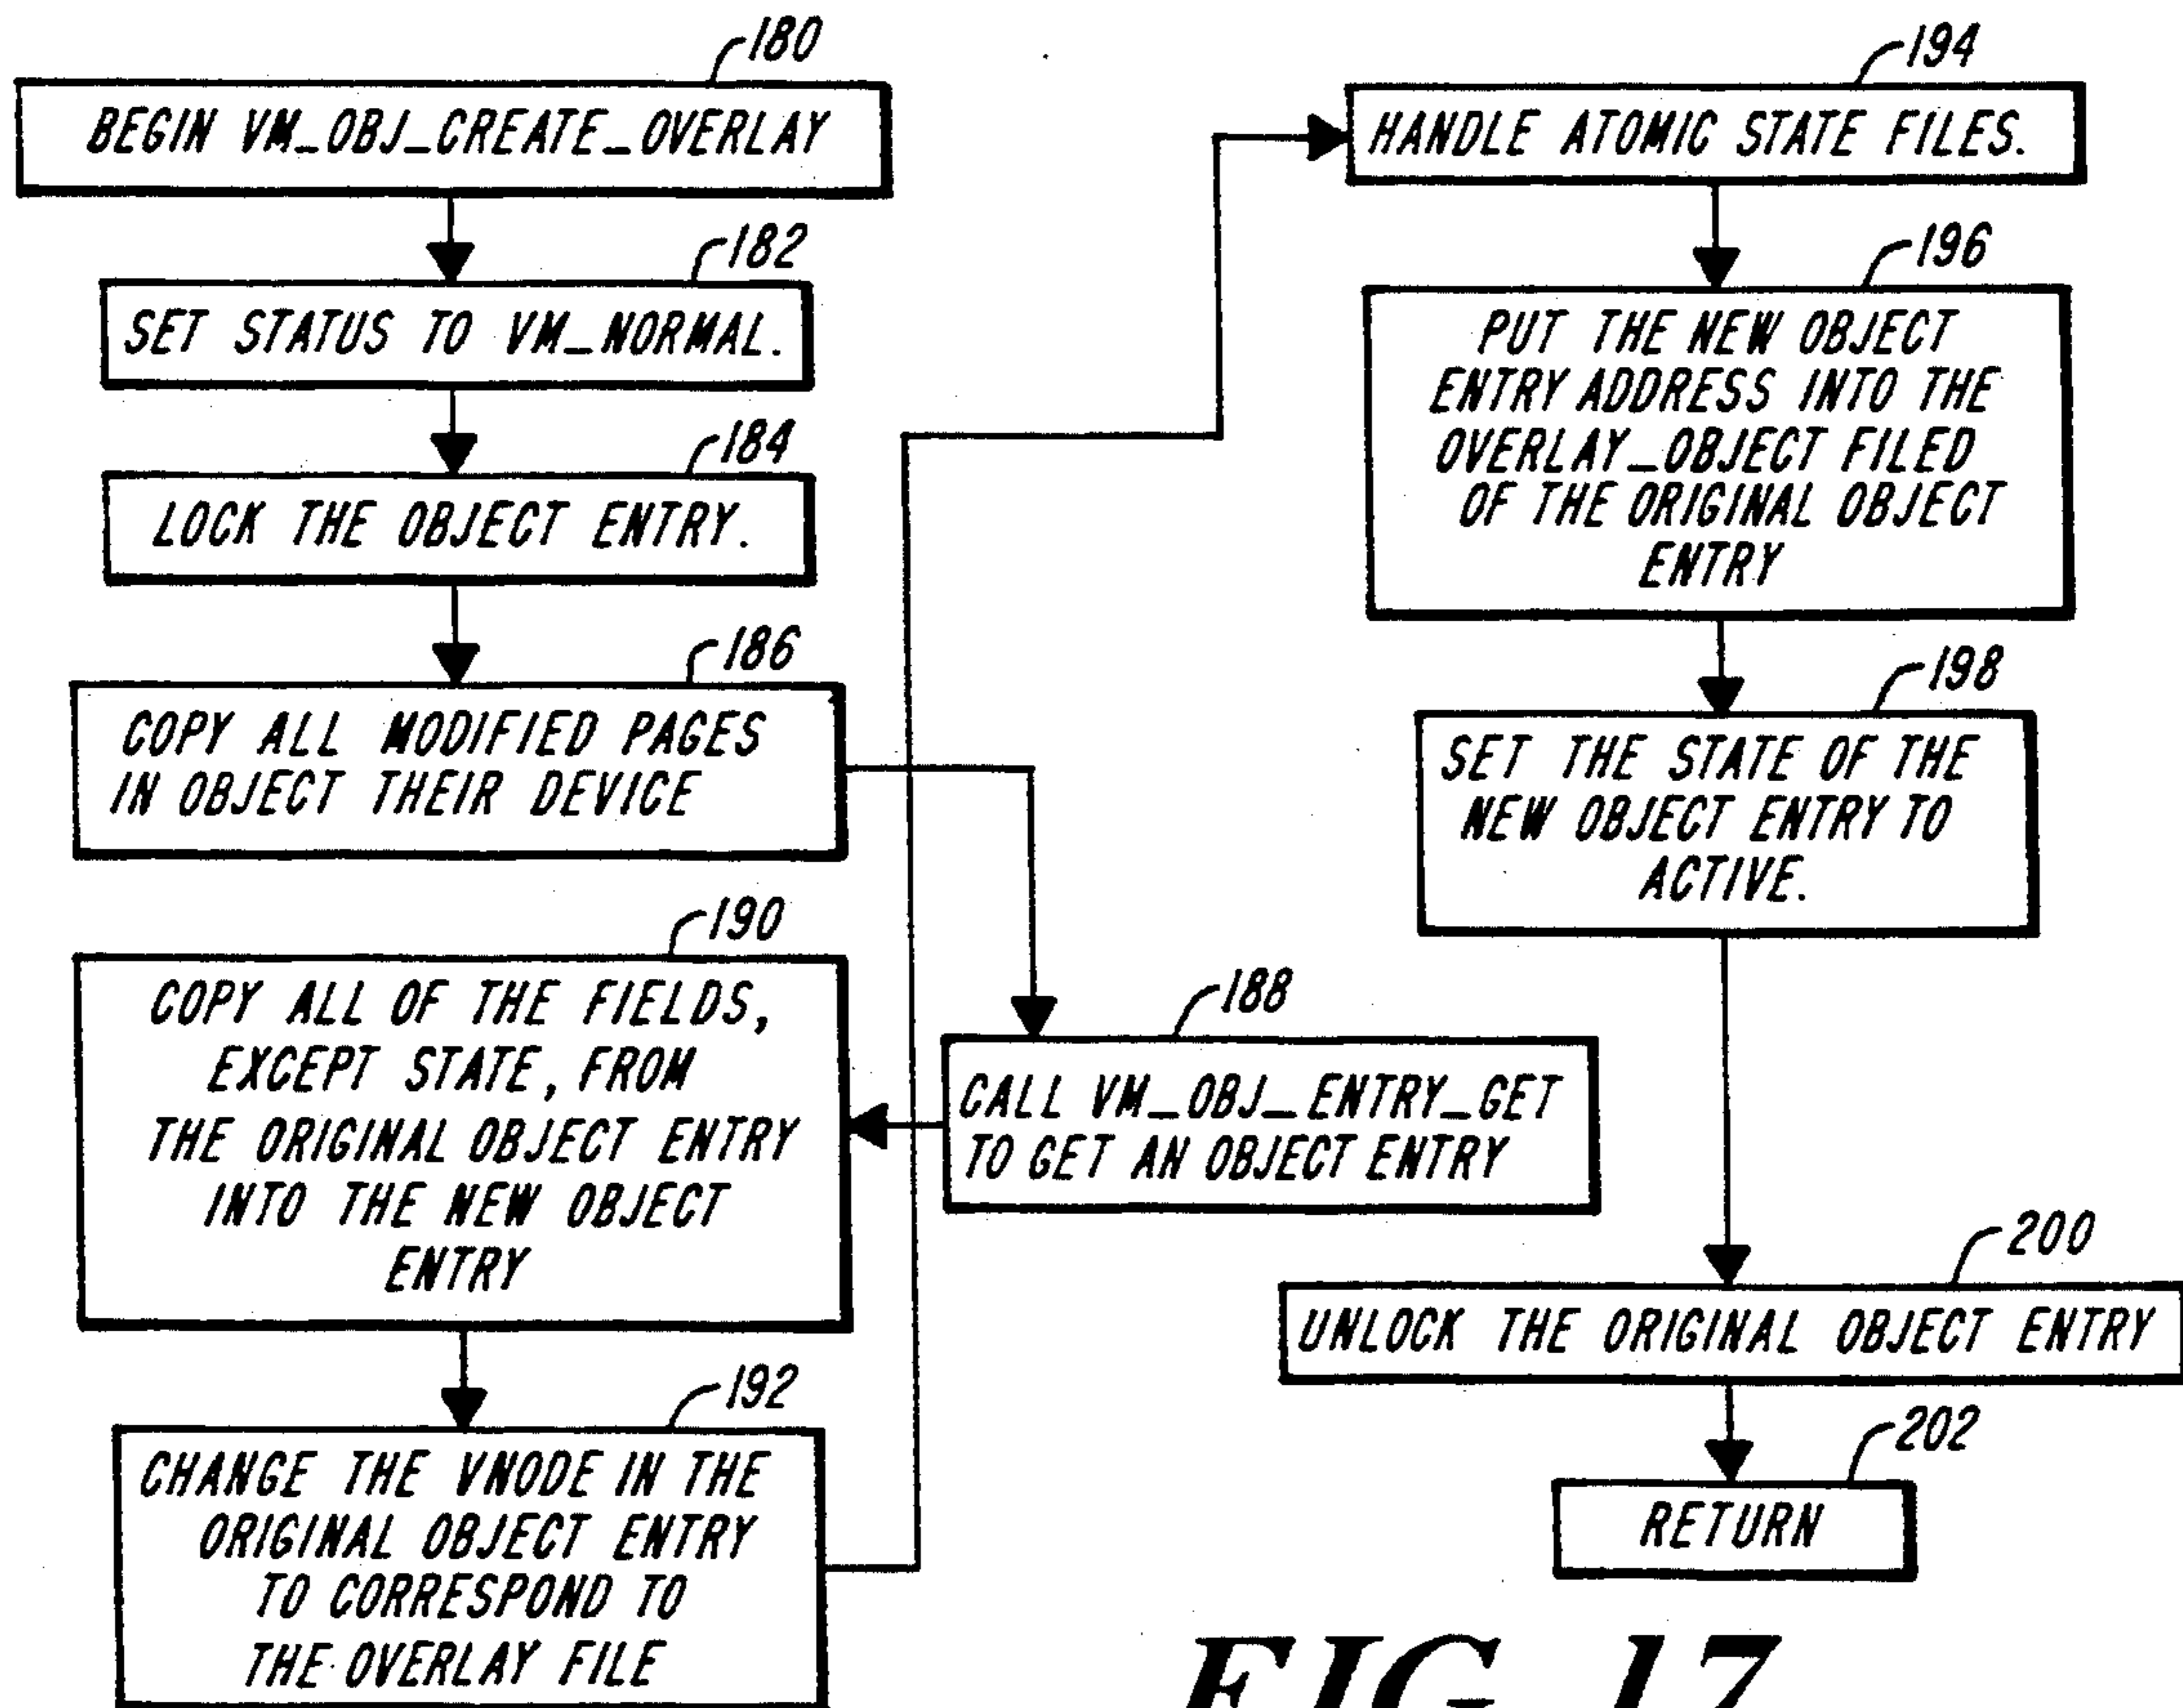 180
BEGIN VM_OBJ_CREATE_OVERLAY
182
SET STATUS TO VM_NORMAL.
184
LOCK THE OBJECT ENTRY.
186
COPY ALL MODIFIED PAGES
IN OBJECT THEIR DEVICE
188
CALL VM_OBJ_ENTRY_GET
TO GET AN OBJECT ENTRY
190
COPY ALL OF THE FIELDS,
EXCEPT STATE, FROM
THE ORIGINAL OBJECT ENTRY
INTO THE NEW OBJECT
ENTRY
192
CHANGE THE VNODE IN THE
ORIGINAL OBJECT ENTRY
TO CORRESPOND TO
THE OVERLAY FILE
194
HANDLE ATOMIC STATE FILES.
196
PUT THE NEW OBJECT
ENTRY ADDRESS INTO THE
OVERLAY_OBJECT FILED
OF THE ORIGINAL OBJECT
ENTRY
198
SET THE STATE OF THE
NEW OBJECT ENTRY TO
ACTIVE.
200
UNLOCK THE ORIGINAL OBJECT ENTRY
202
RETURN
FIG. 17